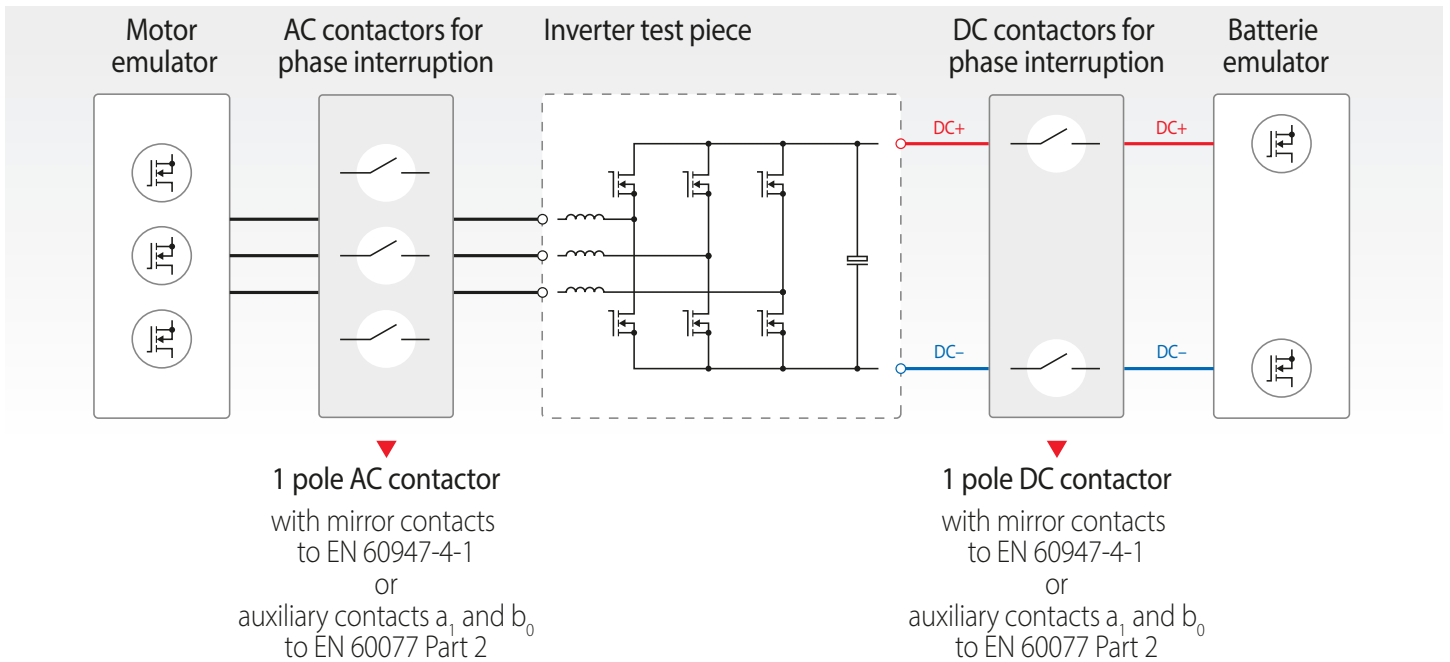 Motor
emulator
AC contactors for
phase interruption
Inverter test piece
DC contactors for
phase interruption
Batterie
emulator
DC+
DC+
DC–
DC–
1 pole AC contactor
with mirror contacts
to EN 60947-4-1
or
auxiliary contacts a₁ and b₀
to EN 60077 Part 2
1 pole DC contactor
with mirror contacts
to EN 60947-4-1
or
auxiliary contacts a₁ and b₀
to EN 60077 Part 2